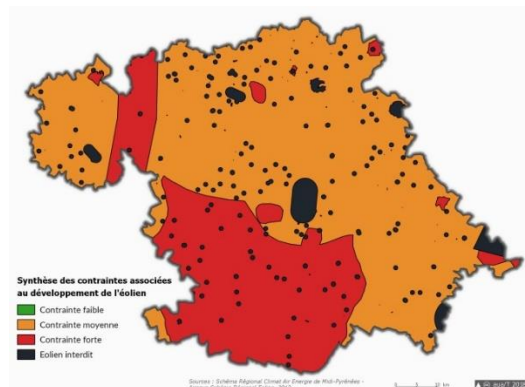 Synthèse des contraintes associées
au développement de l'éolien
Contrainte faible
Contrainte moyenne
Contrainte forte
Eolien interdit
Sources : Schéma Régional Climat Air Energie de Midi-Pyrénées -